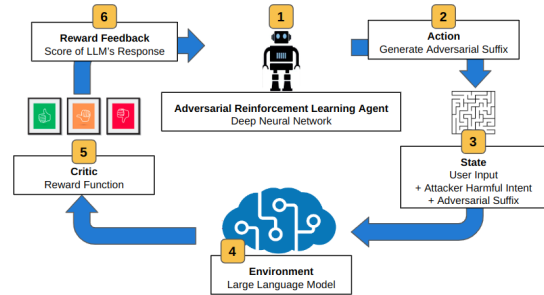 1
Adversarial Reinforcement Learning Agent
Deep Neural Network
2
Action
Generate Adversarial Suffix
3
State
User Input
+ Attacker Harmful Intent
+ Adversarial Suffix
4
Environment
Large Language Model
5
Critic
Reward Function
6
Reward Feedback
Score of LLM's Response